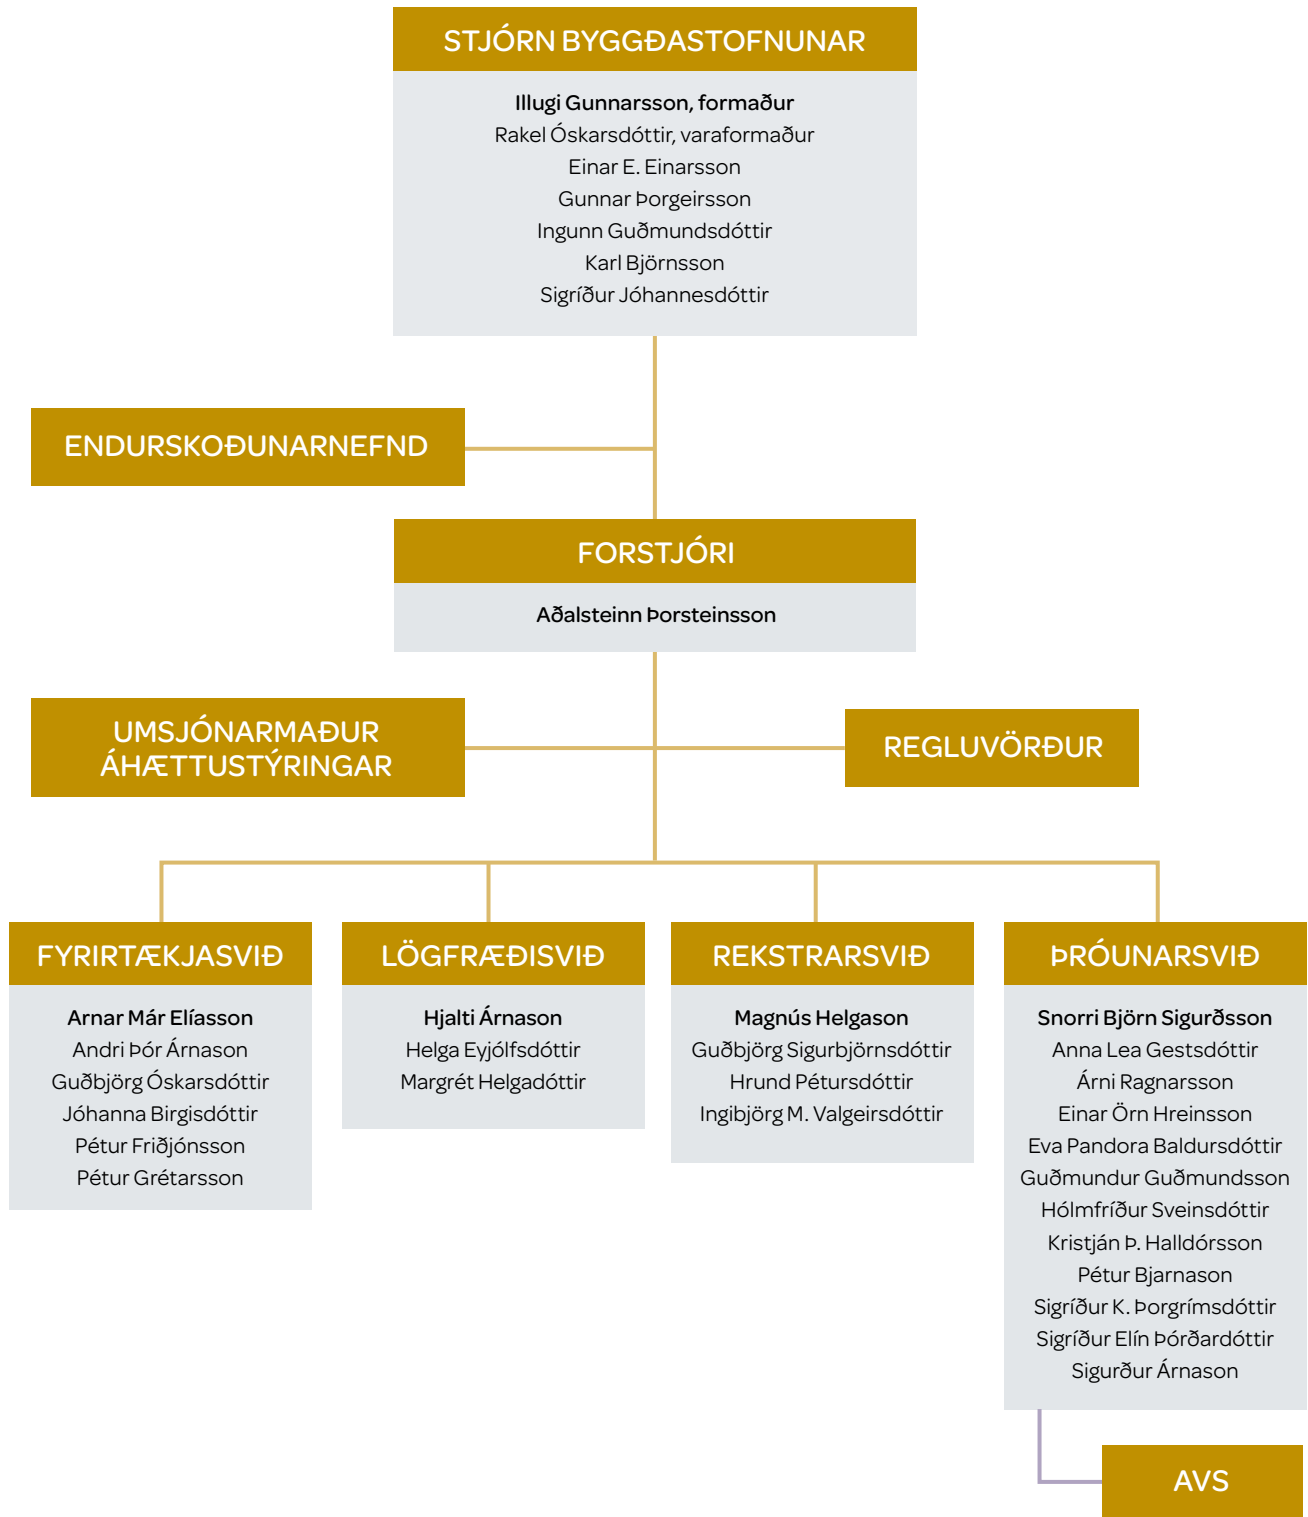 STJÓRN BYGGÐASTOFNUNAR
Illugi Gunnarsson, formaður
Rakel Óskarsdóttir, varaformaður
Einar E. Einarsson
Gunnar Þorgeirsson
Ingunn Guðmundsdóttir
Karl Björnsson
Sigríður Jóhannesdóttir
ENDURSKOÐUNARNEFND
FORSTJÓRI
Aðalsteinn Þorsteinsson
UMSJÓNARMAÐUR
ÁHÆTTUSTÝRINGAR
REGLUVÖRÐUR
FYRIRTÆKJASVIÐ
Arnar Már Elíasson
Andri Þór Árnason
Guðbjörg Óskarsdóttir
Jóhanna Birgisdóttir
Pétur Friðjónsson
Pétur Grétarsson
LÖGFRÆÐISVIÐ
Hjalti Árnason
Helga Eyjólfsdóttir
Margrét Helgadóttir
REKSTRARSVIÐ
Magnús Helgason
Guðbjörg Sigurbjörnsdóttir
Hrund Pétursdóttir
Ingibjörg M. Valgeirsdóttir
ÞRÓUNARSVIÐ
Snorri Björn Sigurðsson
Anna Lea Gestsdóttir
Árni Ragnarsson
Einar Örn Hreinsson
Eva Pandora Baldursdóttir
Guðmundur Guðmundsson
Hólmfríður Sveinsdóttir
Kristján Þ. Halldórsson
Pétur Bjarnason
Sigríður K. Þorgrímsdóttir
Sigríður Elín Þórðardóttir
Sigurður Árnason
AVS